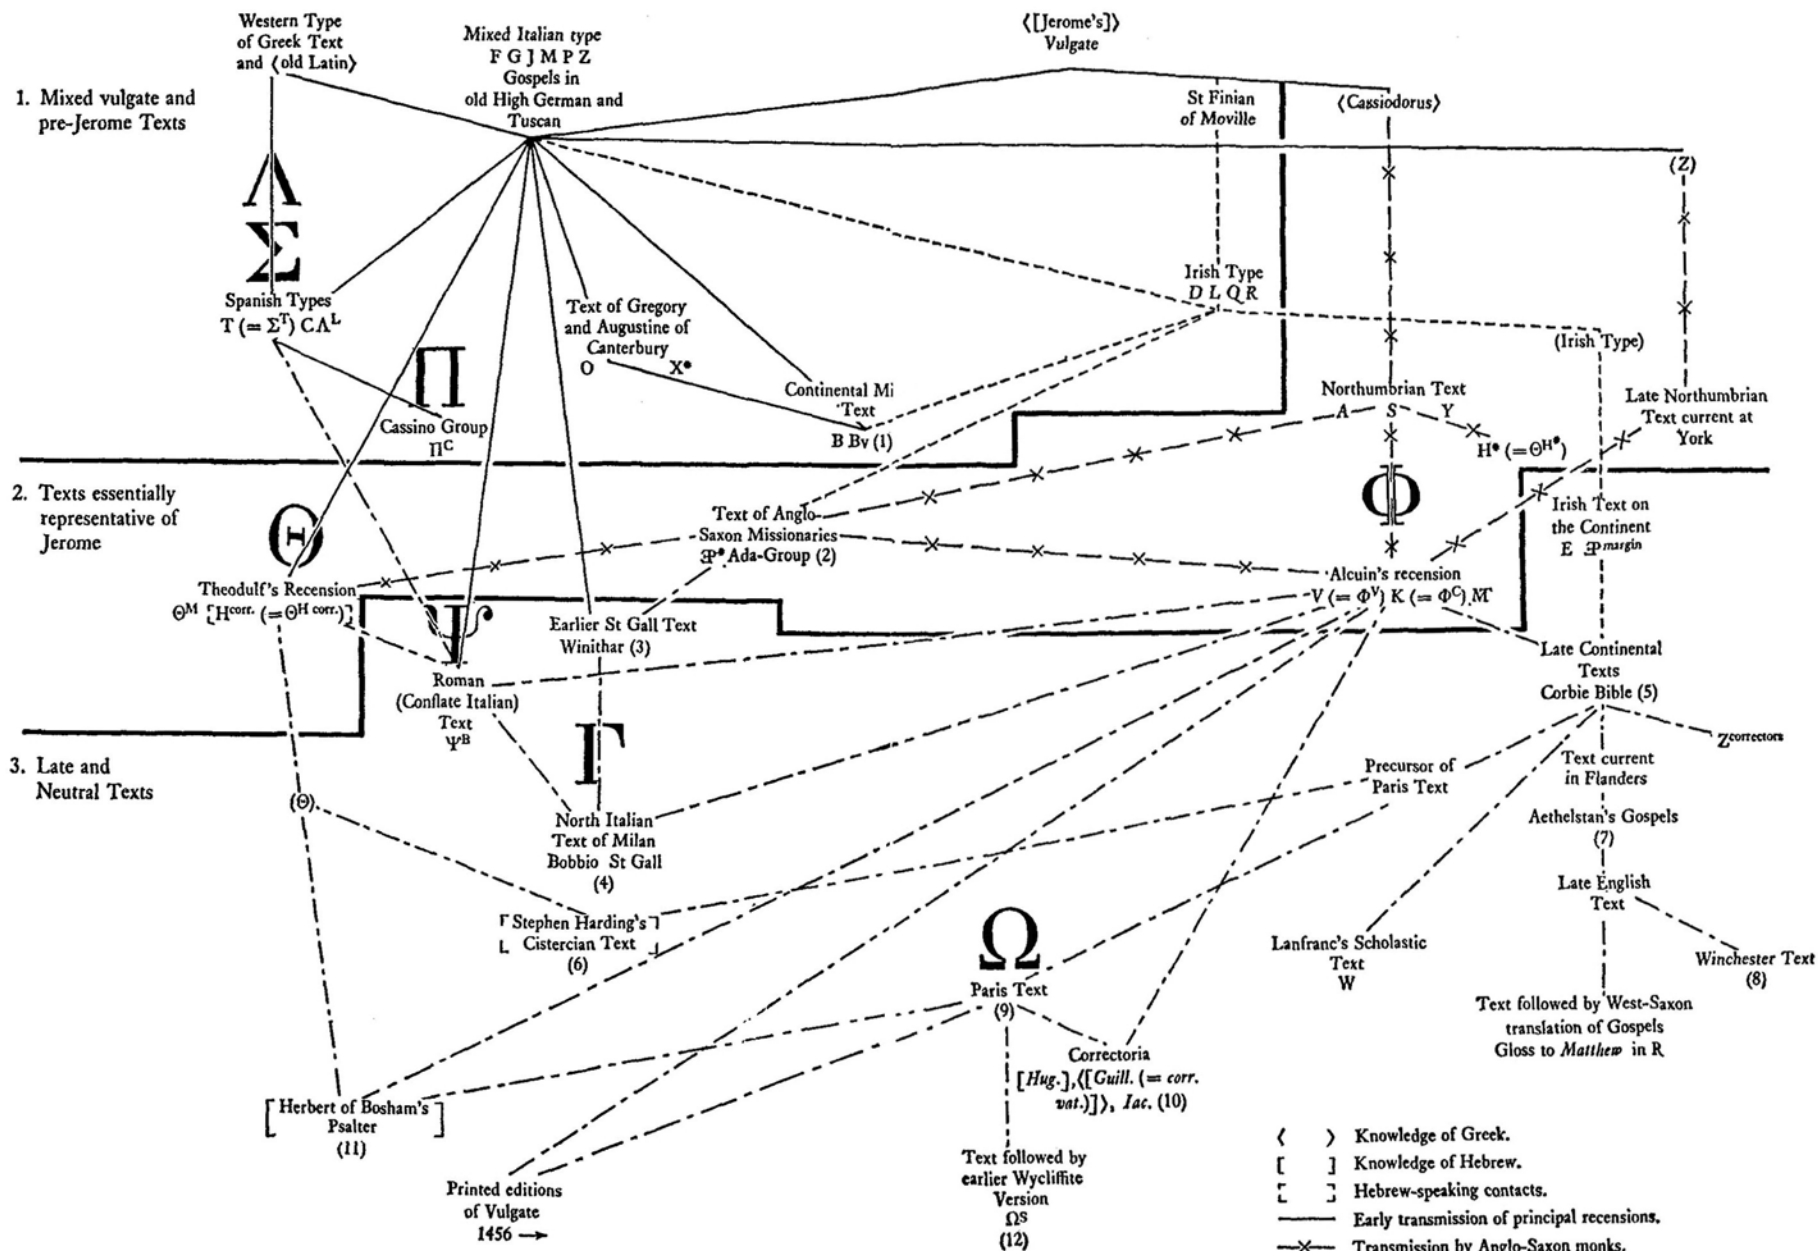 Western Type
of Greek Text
and ⟨old Latin⟩
Mixed Italian type
F G J M P Z
Gospels in
old High German and
Tuscan
⟨[Jerome's]⟩
Vulgate
1. Mixed vulgate and
pre-Jerome Texts
St Finian
of Moville
⟨Cassiodorus⟩
(Z)
Λ
Σ
Spanish Types
T (= Σᵀ) C Λᴸ
Text of Gregory
and Augustine of
Canterbury
O X*
Irish Type
D L Q R
(Irish Type)
Π
Cassino Group
Πᶜ
Continental Mi
Text
B Bv (1)
Northumbrian Text
A S Y
H* (=Θᴴ*)
Late Northumbrian
Text current at
York
2. Texts essentially
representative of
Jerome
Θ
Text of Anglo-
Saxon Missionaries
Ada-Group (2)
Φ
Irish Text on
the Continent
E margin
Theodulf's Recension
Θᴹ [H corr. (=Θᴴ corr.)]
Alcuin's recension
V (= Φⱽ) K (= Φᶜ) M
Ψ
Earlier St Gall Text
Winithar (3)
Roman
(Conflate Italian)
Text
Ψᴮ
Late Continental
Texts
Corbie Bible (5)
Γ
Z correctors
3. Late and
Neutral Texts
Precursor of
Paris Text
Text current
in Flanders
(Θ)
North Italian
Text of Milan
Bobbio St Gall
(4)
Aethelstan's Gospels
(7)
Late English
Text
[Stephen Harding's
Cistercian Text]
(6)
Ω
Paris Text
(9)
Lanfranc's Scholastic
Text
W
Winchester Text
(8)
Text followed by West-Saxon
translation of Gospels
Gloss to Matthew in R
Correctoria
[Hug.],⟨[Guill. (= corr.
vat.)]⟩, Iac. (10)
[Herbert of Bosham's
Psalter]
(11)
Text followed by
earlier Wycliffite
Version
Ωˢ
(12)
Printed editions
of Vulgate
1456 →
⟨ ⟩ Knowledge of Greek.
[ ] Knowledge of Hebrew.
[ ] Hebrew-speaking contacts.
Early transmission of principal recensions.
Transmission by Anglo-Saxon monks.